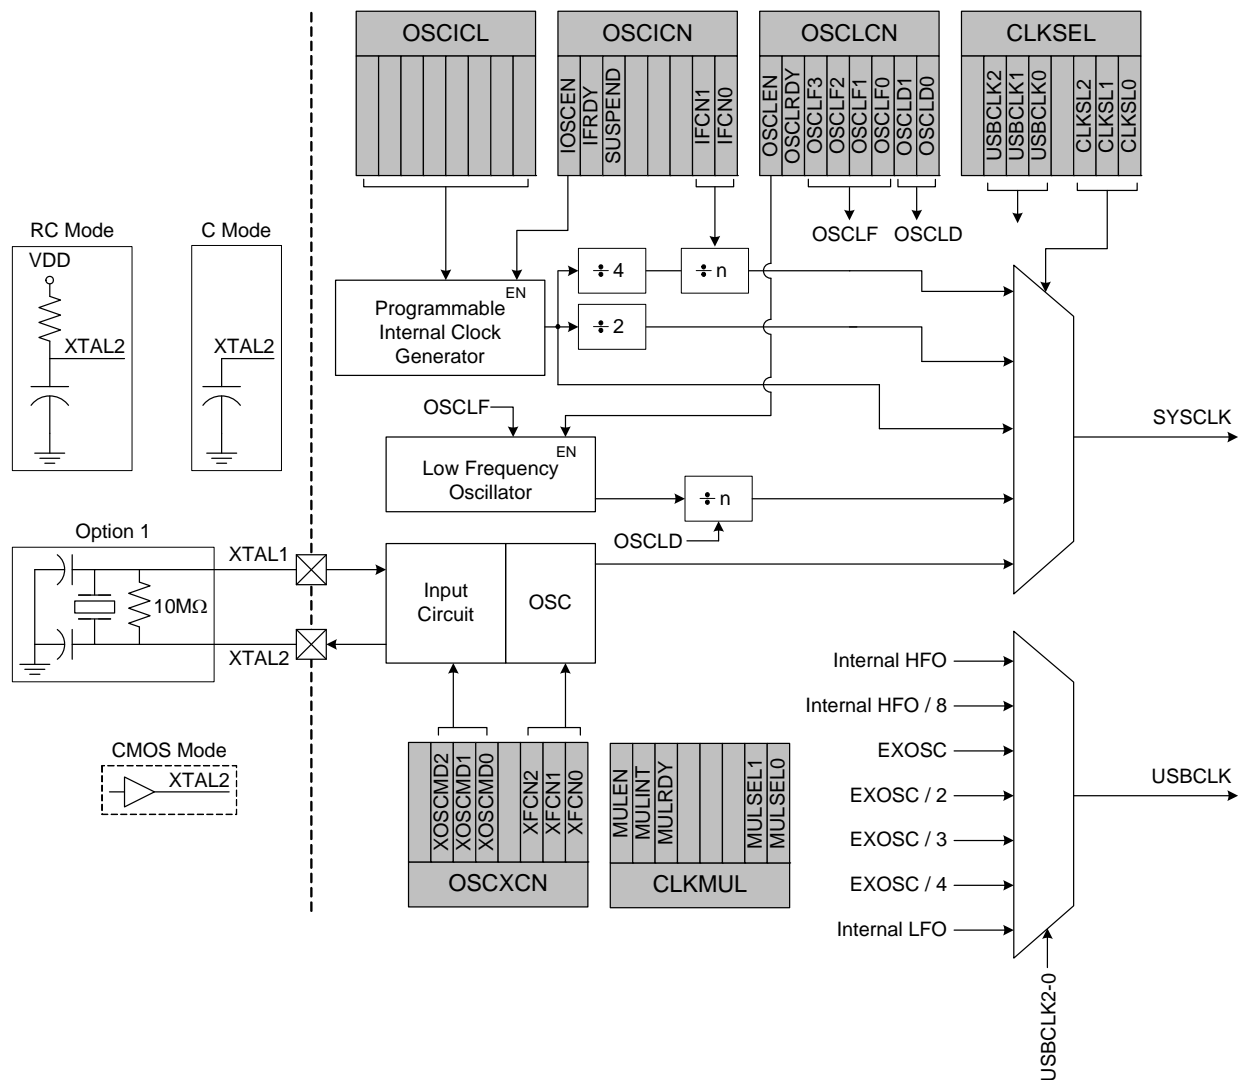 OSCICL
OSCICN
IOSCEN
IFRDY
SUSPEND
IFCN1
IFCN0
OSCLCN
OSCLEN
OSCLRDY
OSCLF3
OSCLF2
OSCLF1
OSCLF0
OSCLD1
OSCLD0
CLKSEL
USBCLK2
USBCLK1
USBCLK0
CLKSL2
CLKSL1
CLKSL0
OSCLF
OSCLD
RC Mode
VDD
XTAL2
C Mode
XTAL2
EN
Programmable
Internal Clock
Generator
÷ 4
÷ n
÷ 2
OSCLF
EN
Low Frequency
Oscillator
÷ n
OSCLD
SYSCLK
Option 1
10MΩ
XTAL1
XTAL2
Input
Circuit
OSC
CMOS Mode
XTAL2
XOSCMD2
XOSCMD1
XOSCMD0
XFCN2
XFCN1
XFCN0
OSCXCN
MULEN
MULINT
MULRDY
MULSEL1
MULSEL0
CLKMUL
Internal HFO
Internal HFO / 8
EXOSC
EXOSC / 2
EXOSC / 3
EXOSC / 4
Internal LFO
USBCLK
USBCLK2-0